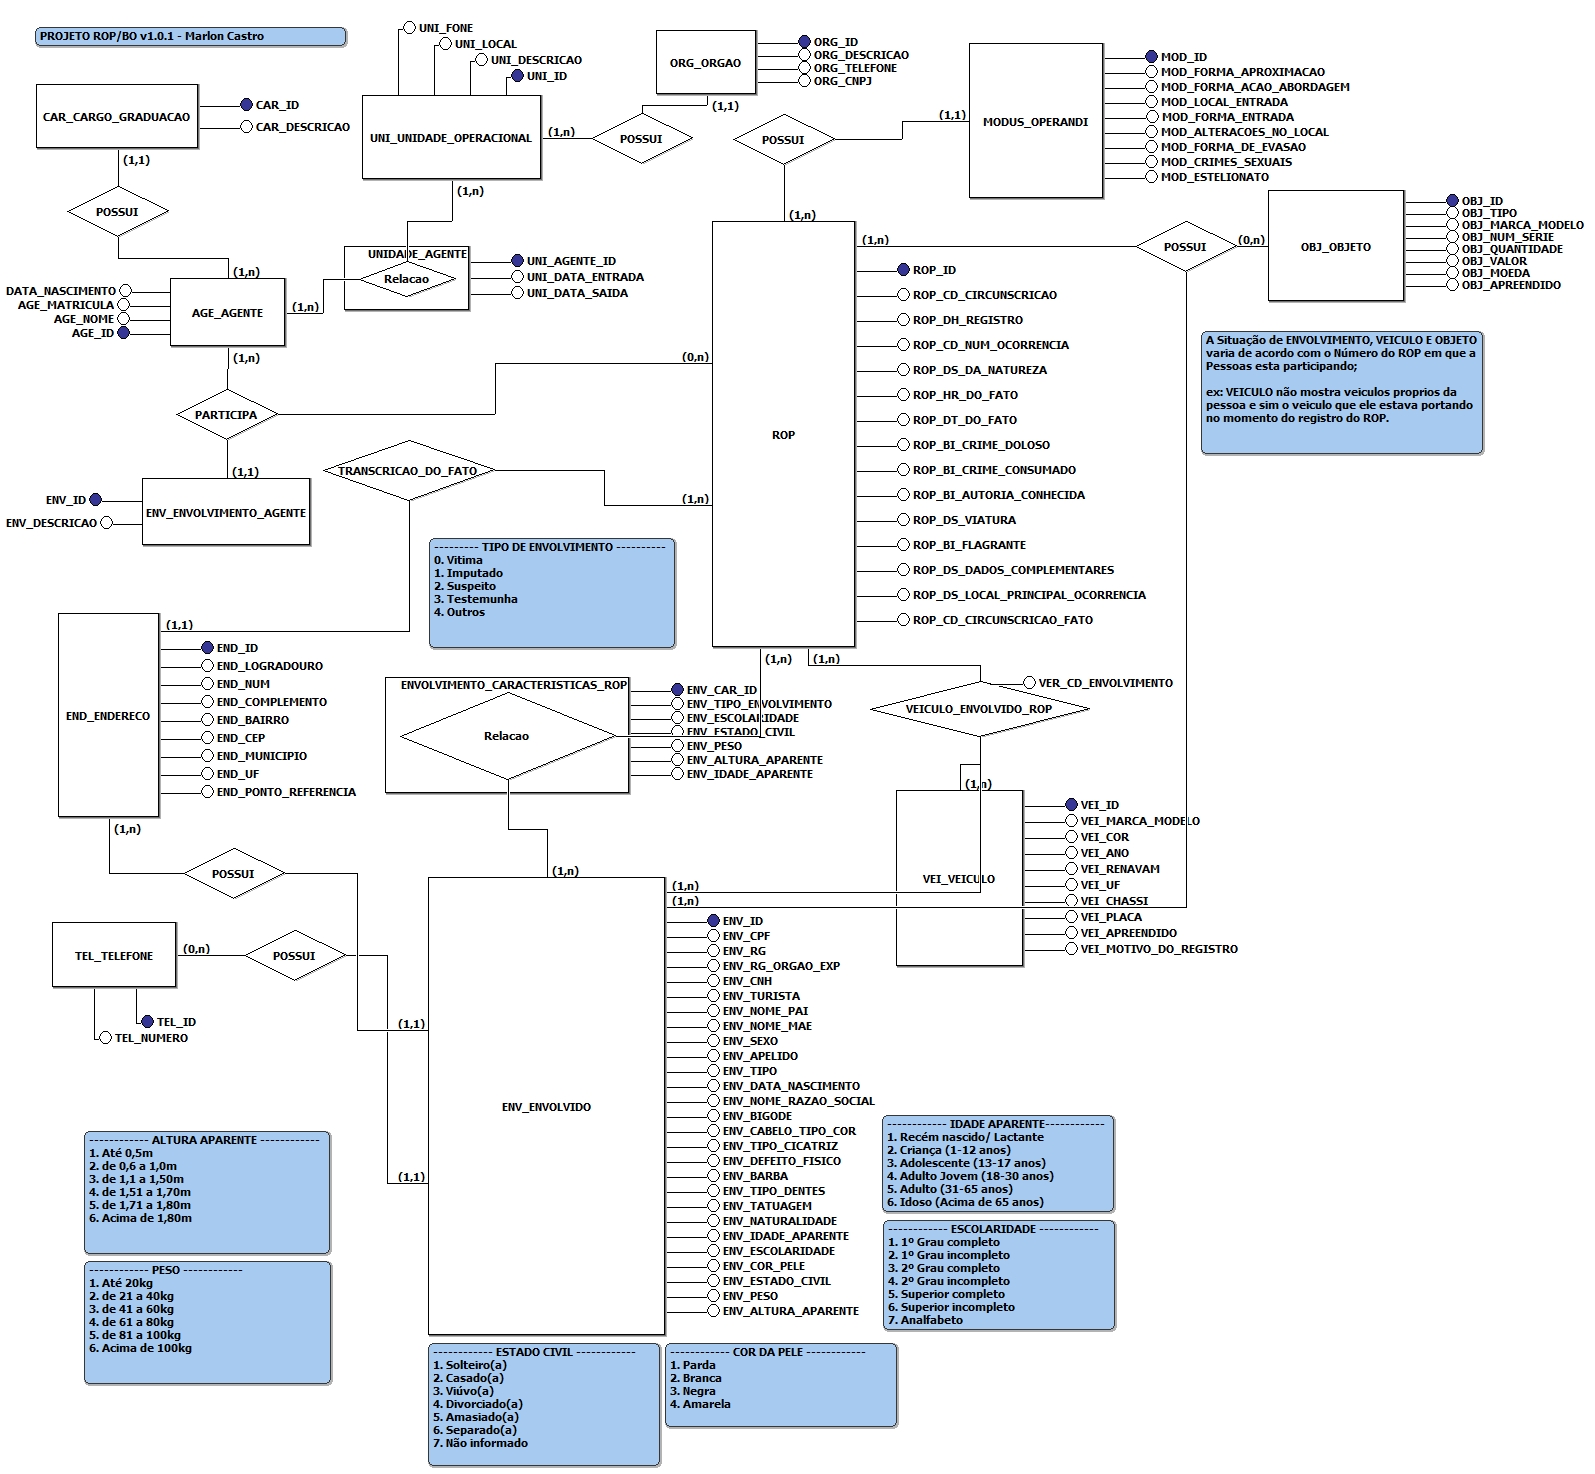 PROJETO ROP/BO v1.0.1 - Marlon Castro
CAR_CARGO_GRADUACAO
CAR_ID
CAR_DESCRICAO
(1,1)
POSSUI
(1,n)
UNI_FONE
UNI_LOCAL
UNI_DESCRICAO
UNI_ID
UNI_UNIDADE_OPERACIONAL
(1,n)
(1,n)
POSSUI
ORG_ORGAO
(1,1)
ORG_ID
ORG_DESCRICAO
ORG_TELEFONE
ORG_CNPJ
POSSUI
(1,1)
(1,n)
MODUS_OPERANDI
MOD_ID
MOD_FORMA_APROXIMACAO
MOD_FORMA_ACAO_ABORDAGEM
MOD_LOCAL_ENTRADA
MOD_FORMA_ENTRADA
MOD_ALTERACOES_NO_LOCAL
MOD_FORMA_DE_EVASAO
MOD_CRIMES_SEXUAIS
MOD_ESTELIONATO
(1,n)
POSSUI
(0,n)
OBJ_OBJETO
OBJ_ID
OBJ_TIPO
OBJ_MARCA_MODELO
OBJ_NUM_SERIE
OBJ_QUANTIDADE
OBJ_VALOR
OBJ_MOEDA
OBJ_APREENDIDO
UNIDADE_AGENTE
Relacao
UNI_AGENTE_ID
UNI_DATA_ENTRADA
UNI_DATA_SAIDA
DATA_NASCIMENTO
AGE_MATRICULA
AGE_NOME
AGE_ID
AGE_AGENTE
(1,n)
(1,n)
PARTICIPA
(0,n)
(1,1)
ENV_ID
ENV_DESCRICAO
ENV_ENVOLVIMENTO_AGENTE
TRANSCRICAO_DO_FATO
(1,n)
(1,1)
ROP
ROP_ID
ROP_CD_CIRCUNSCRICAO
ROP_DH_REGISTRO
ROP_CD_NUM_OCORRENCIA
ROP_DS_DA_NATUREZA
ROP_HR_DO_FATO
ROP_DT_DO_FATO
ROP_BI_CRIME_DOLOSO
ROP_BI_CRIME_CONSUMADO
ROP_BI_AUTORIA_CONHECIDA
ROP_DS_VIATURA
ROP_BI_FLAGRANTE
ROP_DS_DADOS_COMPLEMENTARES
ROP_DS_LOCAL_PRINCIPAL_OCORRENCIA
ROP_CD_CIRCUNSCRICAO_FATO
A Situação de ENVOLVIMENTO, VEICULO E OBJETO
varia de acordo com o Número do ROP em que a
Pessoas esta participando;
ex: VEICULO não mostra veiculos proprios da
pessoa e sim o veiculo que ele estava portando
no momento do registro do ROP.
--------- TIPO DE ENVOLVIMENTO ----------
0. Vitima
1. Imputado
2. Suspeito
3. Testemunha
4. Outros
END_ENDERECO
END_ID
END_LOGRADOURO
END_NUM
END_COMPLEMENTO
END_BAIRRO
END_CEP
END_MUNICIPIO
END_UF
END_PONTO_REFERENCIA
(1,n)
POSSUI
(1,1)
ENVOLVIMENTO_CARACTERISTICAS_ROP
Relacao
ENV_CAR_ID
ENV_TIPO_ENVOLVIMENTO
ENV_ESCOLARIDADE
ENV_ESTADO_CIVIL
ENV_PESO
ENV_ALTURA_APARENTE
ENV_IDADE_APARENTE
(1,n)
(1,n)
(1,n)
VER_CD_ENVOLVIMENTO
VEICULO_ENVOLVIDO_ROP
(1,n)
VEI_VEICULO
VEI_ID
VEI_MARCA_MODELO
VEI_COR
VEI_ANO
VEI_RENAVAM
VEI_UF
VEI_CHASSI
VEI_PLACA
VEI_APREENDIDO
VEI_MOTIVO_DO_REGISTRO
TEL_TELEFONE
(0,n)
POSSUI
(1,1)
TEL_ID
TEL_NUMERO
ENV_ENVOLVIDO
(1,n)
(1,n)
ENV_ID
ENV_CPF
ENV_RG
ENV_RG_ORGAO_EXP
ENV_CNH
ENV_TURISTA
ENV_NOME_PAI
ENV_NOME_MAE
ENV_SEXO
ENV_APELIDO
ENV_TIPO
ENV_DATA_NASCIMENTO
ENV_NOME_RAZAO_SOCIAL
ENV_BIGODE
ENV_CABELO_TIPO_COR
ENV_TIPO_CICATRIZ
ENV_DEFEITO_FISICO
ENV_BARBA
ENV_TIPO_DENTES
ENV_TATUAGEM
ENV_NATURALIDADE
ENV_IDADE_APARENTE
ENV_ESCOLARIDADE
ENV_COR_PELE
ENV_ESTADO_CIVIL
ENV_PESO
ENV_ALTURA_APARENTE
------------ ALTURA APARENTE ------------
1. Até 0,5m
2. de 0,6 a 1,0m
3. de 1,1 a 1,50m
4. de 1,51 a 1,70m
5. de 1,71 a 1,80m
6. Acima de 1,80m
------------ PESO ------------
1. Até 20kg
2. de 21 a 40kg
3. de 41 a 60kg
4. de 61 a 80kg
5. de 81 a 100kg
6. Acima de 100kg
------------ IDADE APARENTE------------
1. Recém nascido/ Lactante
2. Criança (1-12 anos)
3. Adolescente (13-17 anos)
4. Adulto Jovem (18-30 anos)
5. Adulto (31-65 anos)
6. Idoso (Acima de 65 anos)
------------ ESCOLARIDADE ------------
1. 1º Grau completo
2. 1º Grau incompleto
3. 2º Grau completo
4. 2º Grau incompleto
5. Superior completo
6. Superior incompleto
7. Analfabeto
------------ ESTADO CIVIL ------------
1. Solteiro(a)
2. Casado(a)
3. Viúvo(a)
4. Divorciado(a)
5. Amasiado(a)
6. Separado(a)
7. Não informado
------------ COR DA PELE ------------
1. Parda
2. Branca
3. Negra
4. Amarela